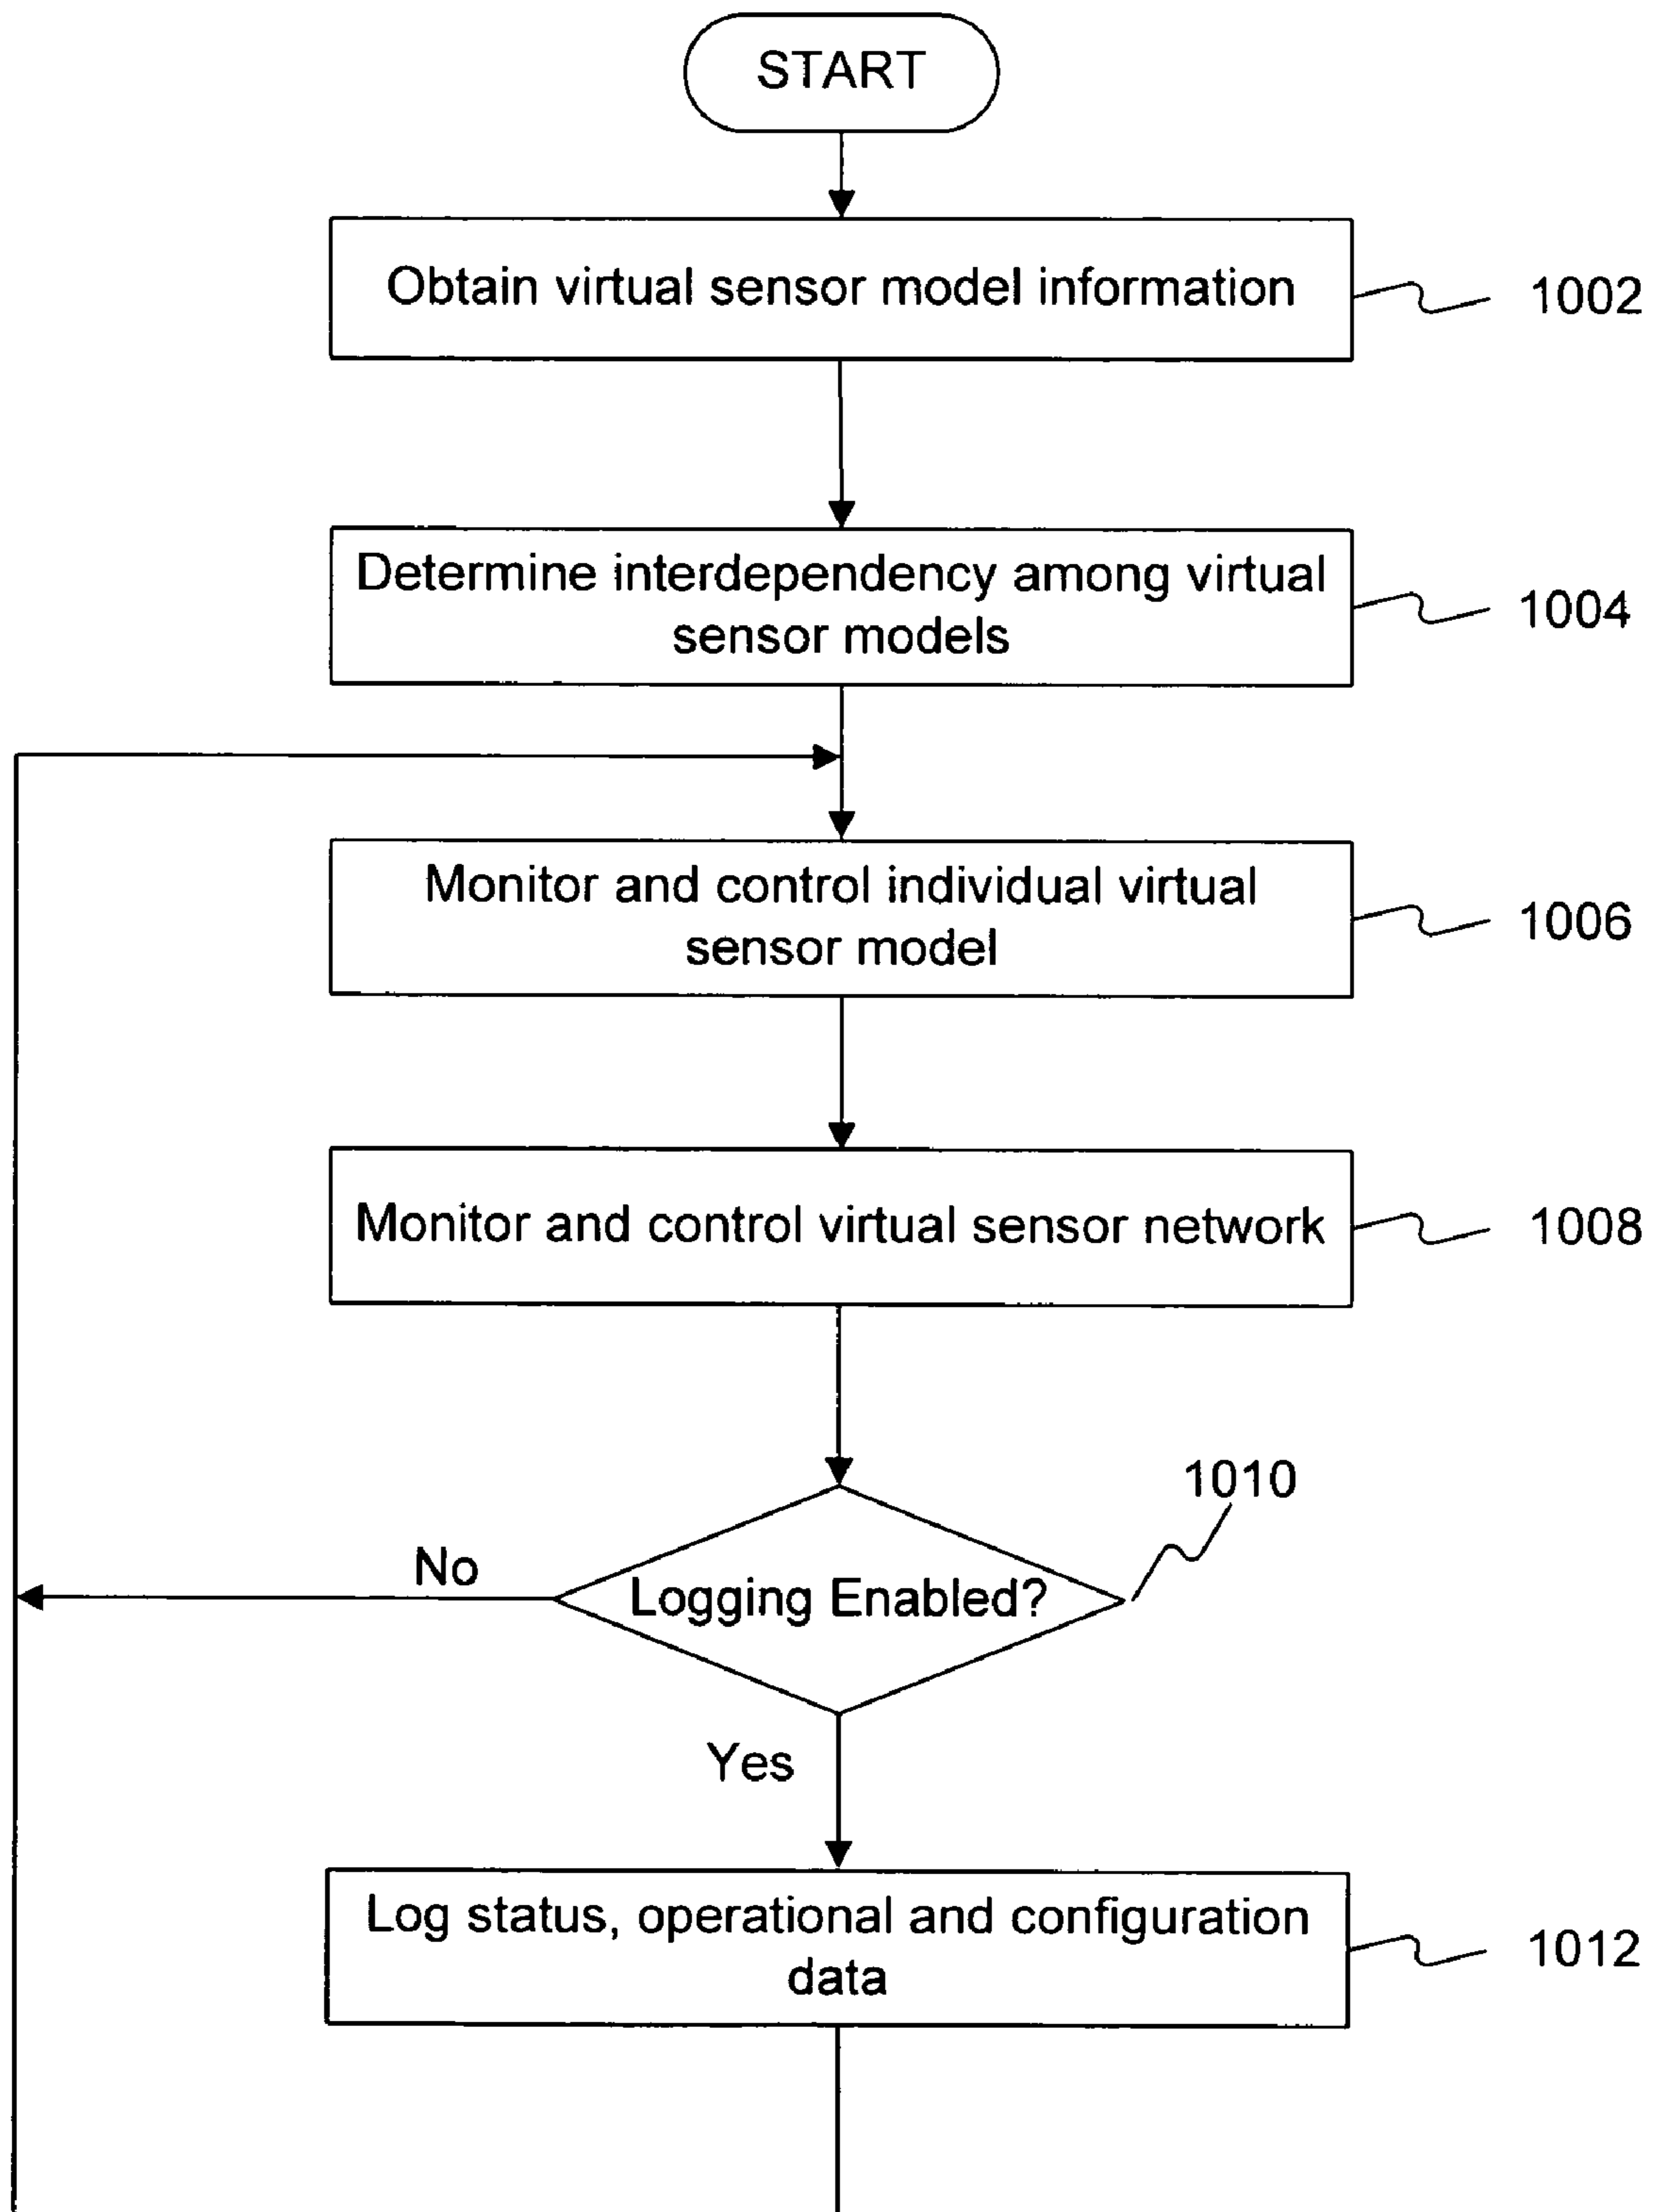 START
Obtain virtual sensor model information
1002
Determine interdependency among virtual
sensor models
1004
Monitor and control individual virtual
sensor model
1006
Monitor and control virtual sensor network
1008
1010
No
Logging Enabled?
Yes
Log status, operational and configuration
data
1012